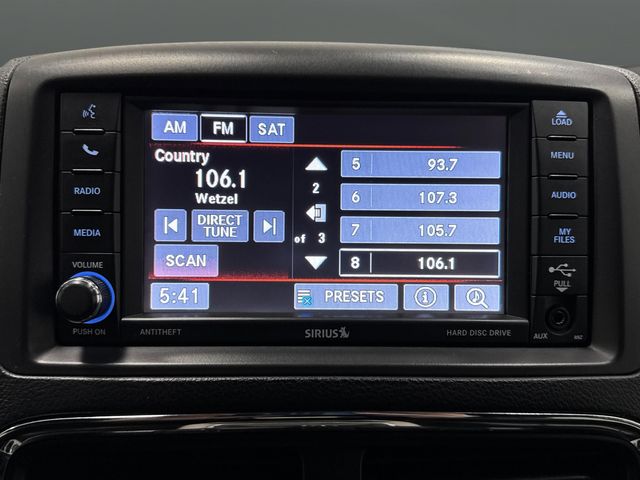 LOAD
AM FM SAT
Country
106.1
Wetzel
DIRECT
TUNE
SCAN
5:41
2
of 3
5 93.7
6 107.3
7 105.7
8 106.1
PRESETS
RADIO
MEDIA
VOLUME
PUSH ON
MENU
AUDIO
MY
FILES
PULL
AUX
ANTITHEFT
SIRIUS
HARD DISC DRIVE